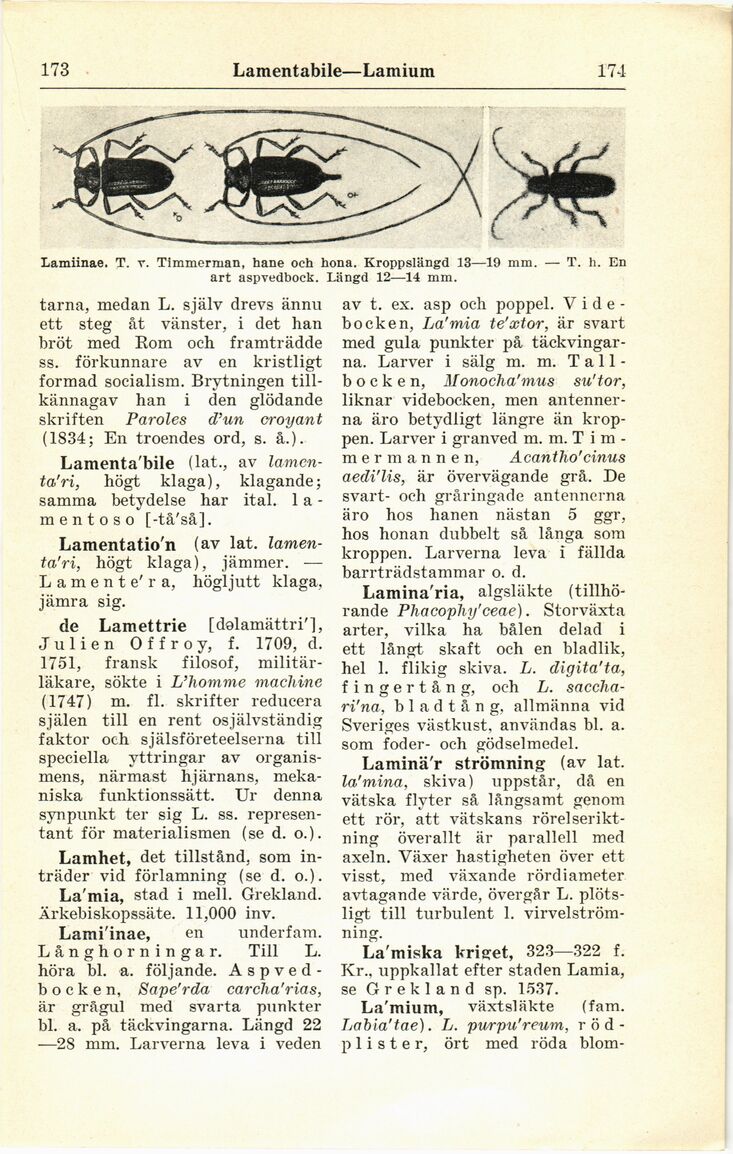 173 Lamentabile—Lamium 174
Lamiinae. T. v. Timmerman, hane och hona. Kroppslängd 13—19 mm. — T. h. En
art aspvedbock. Längd 12—14 mm.
tarna, medan L. själv drevs ännu
ett steg åt vänster, i det han
bröt med Rom och framträdde
ss. förkunnare av en kristligt
formad socialism. Brytningen till-
kännagav han i den glödande
skriften Paroles d'un croyant
(1834; En troendes ord, s. å.).
Lamenta'bile (lat., av lamen-
ta'ri, högt klaga), klagande;
samma betydelse har ital. la-
mentoso [-tå'så].
Lamentatio'n (av lat. lamen-
ta'ri, högt klaga), jämmer. —
Lamente'ra, högljutt klaga,
jämra sig.
de Lamettrie [dəlamättri'],
Julien Offroy, f. 1709, d.
1751, fransk filosof, militär-
läkare, sökte i L'homme machine
(1747) m. fl. skrifter reducera
själen till en rent osjälvständig
faktor och själsföreteelserna till
speciella yttringar av organis-
mens, närmast hjärnans, meka-
niska funktionssätt. Ur denna
synpunkt ter sig L. ss. represen-
tant för materialismen (se d. o.).
Lamhet, det tillstånd, som in-
träder vid förlamning (se d. o.).
La'mia, stad i mell. Grekland.
Ärkebiskopssäte. 11,000 inv.
Lami'inae, en underfam.
Långhorningar. Till L.
höra bl. a. följande. Aspved-
bocken, Sape'rda carcha'rias,
är grågul med svarta punkter
bl. a. på täckvingarna. Längd 22
—28 mm. Larverna leva i veden
av t. ex. asp och poppel. Vide-
bocken, La'mia te'xtor, är svart
med gula punkter på täckvingar-
na. Larver i sälg m. m. Tall-
bocken, Monocha'mus su'tor,
liknar videbocken, men antenner-
na äro betydligt längre än krop-
pen. Larver i granved m. m. Tim-
mermannen, Acantho'cinus
aedi'lis, är övervägande grå. De
svart- och gråringade antennerna
äro hos hanen nästan 5 ggr,
hos honan dubbelt så långa som
kroppen. Larverna leva i fällda
barrträdstammar o. d.
Lamina'ria, algsläkte (tillhö-
rande Phacophy'ceae). Storväxta
arter, vilka ha bålen delad i
ett långt skaft och en bladlik,
hel l. flikig skiva. L. digita'ta,
fingertång, och L. saccha-
ri'na, bladtång, allmänna vid
Sveriges västkust, användas bl. a.
som foder- och gödselmedel.
Laminä'r strömning (av lat.
la'mina, skiva) uppstår, då en
vätska flyter så långsamt genom
ett rör, att vätskans rörelserikt-
ning överallt är parallell med
axeln. Växer hastigheten över ett
visst, med växande rördiameter
avtagande värde, övergår L. plöts-
ligt till turbulent l. virvelström-
ning.
La'miska kriget, 323—322 f.
Kr., uppkallat efter staden Lamia,
se Grekland sp. 1537.
La'mium, växtsläkte (fam.
Labia'tae). L. purpu'reum, röd-
plister, ört med röda blom-